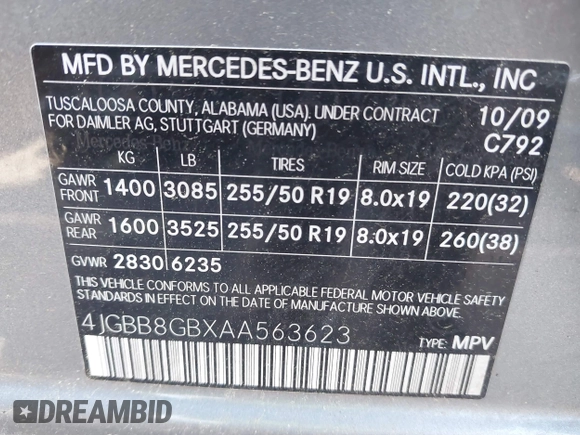 MFD BY MERCEDES-BENZ U.S. INTL., INC
TUSCALOOSA COUNTY, ALABAMA (USA). UNDER CONTRACT 10/09
FOR DAIMLER AG, STUTTGART (GERMANY) C792
Mercedes-Benz
KG LB TIRES RIM SIZE COLD KPA (PSI)
GAWR FRONT 1400 3085 255/50 R19 8.0x19 220(32)
GAWR REAR 1600 3525 255/50 R19 8.0x19 260(38)
GVWR 2830 6235
THIS VEHICLE CONFORMS TO ALL APPLICABLE FEDERAL MOTOR VEHICLE SAFETY
STANDARDS IN EFFECT ON THE DATE OF MANUFACTURE SHOWN ABOVE.
4JGBB8GBXAA563623 TYPE: MPV
DREAMBID